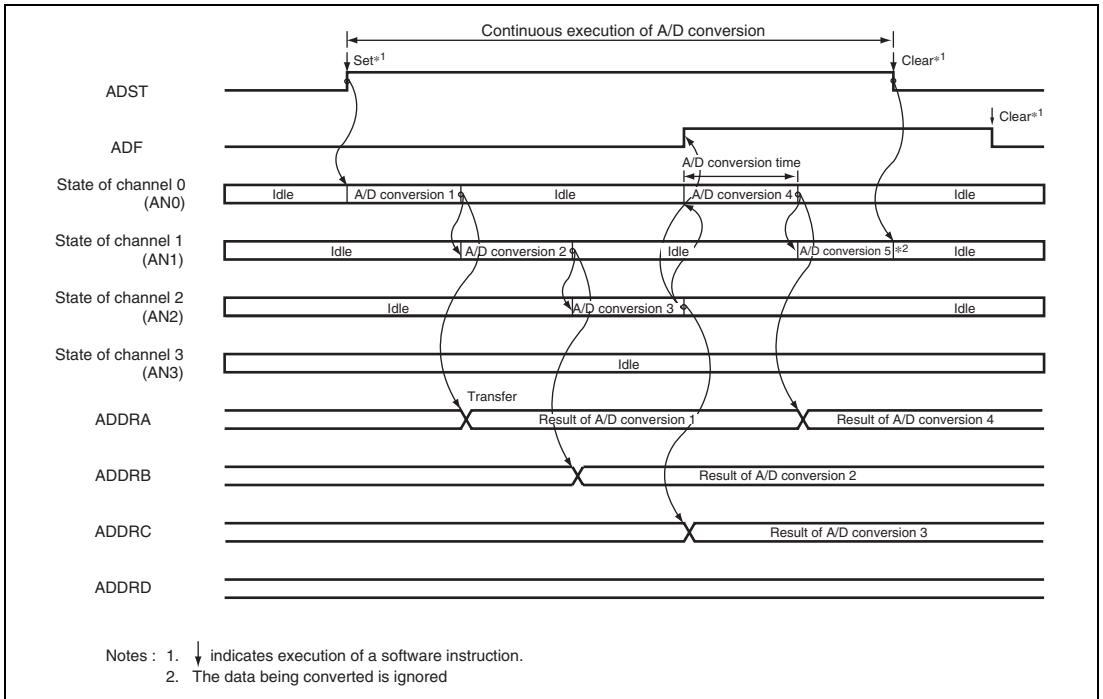 Continuous execution of A/D conversion
Set*1
Clear*1
ADST
Clear*1
ADF
A/D conversion time
State of channel 0
(AN0)
Idle
A/D conversion 1
Idle
A/D conversion 4
Idle
State of channel 1
(AN1)
Idle
A/D conversion 2
Idle
A/D conversion 5
*2
Idle
State of channel 2
(AN2)
Idle
A/D conversion 3
Idle
State of channel 3
(AN3)
Idle
Transfer
ADDRA
Result of A/D conversion 1
Result of A/D conversion 4
ADDRB
Result of A/D conversion 2
ADDRC
Result of A/D conversion 3
ADDRD
Notes : 1. ↓ indicates execution of a software instruction.
2. The data being converted is ignored